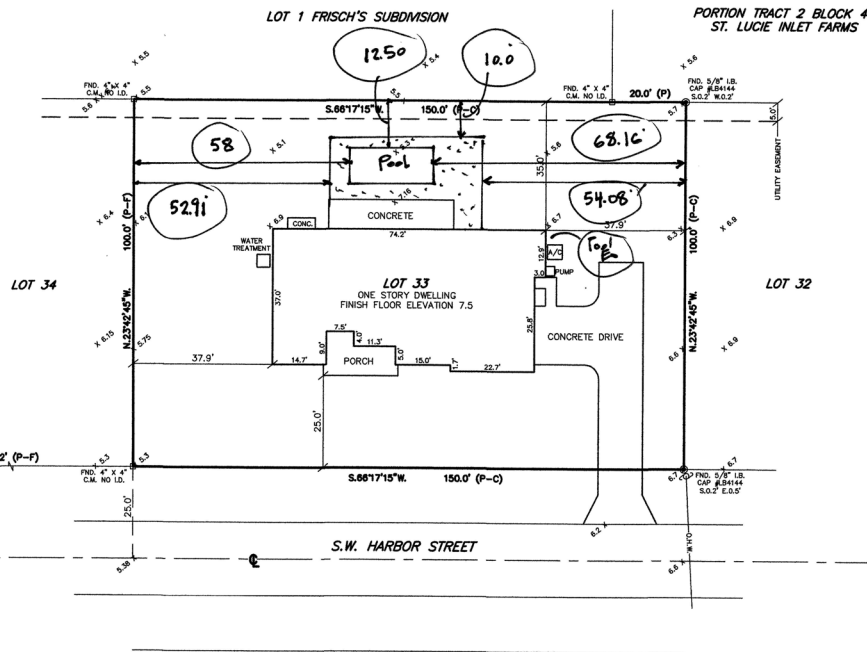 LOT 1 FRISCH'S SUBDIVISION
PORTION TRACT 2 BLOCK 4
ST. LUCIE INLET FARMS
12.50
10.0
X 5.5
X 5.4
X 5.6
FND. 4" X 4"
C.M. NO I.D.
X 5.6
5.5
5.5
S.66°17'15"W. 150.0' (P-C)
FND. 4" X 4"
C.M. NO I.D.
20.0' (P)
FND. 5/8" I.B.
CAP #LB4144
S.0.2' W.0.2'
5.7
5.0'
UTILITY EASEMENT
58
X 5.1
X 5.3
Pool
X 5.6
35.0'
68.16
52.91
54.08
X 7.16
X 6.4
X 6.1
100.0' (P-F)
N.23°42'45"W.
X 6.9
CONC.
CONCRETE
74.2'
X 6.7
37.9'
6.3 X
100.0' (P-C)
N.23°42'45"W.
X 6.9
WATER
TREATMENT
12.9'
A/C
Pool
3.0
PUMP
LOT 34
LOT 33
ONE STORY DWELLING
FINISH FLOOR ELEVATION 7.5
LOT 32
37.0'
25.8'
CONCRETE DRIVE
X 6.15
5.75
7.5'
4.0'
11.3'
9.0'
PORCH
5.0'
15.0'
1.7'
22.7'
14.7'
37.9'
6.6 X
X 6.9
25.0'
2' (P-F)
X 5.3
5.3
FND. 4" X 4"
C.M. NO I.D.
S.66°17'15"W. 150.0' (P-C)
X 6.7
6.7
FND. 5/8" I.B.
CAP #LB4144
S.0.2' E.0.5'
25.0'
6.2 X
O.H.W.
S.W. HARBOR STREET
5.38
6.6 X